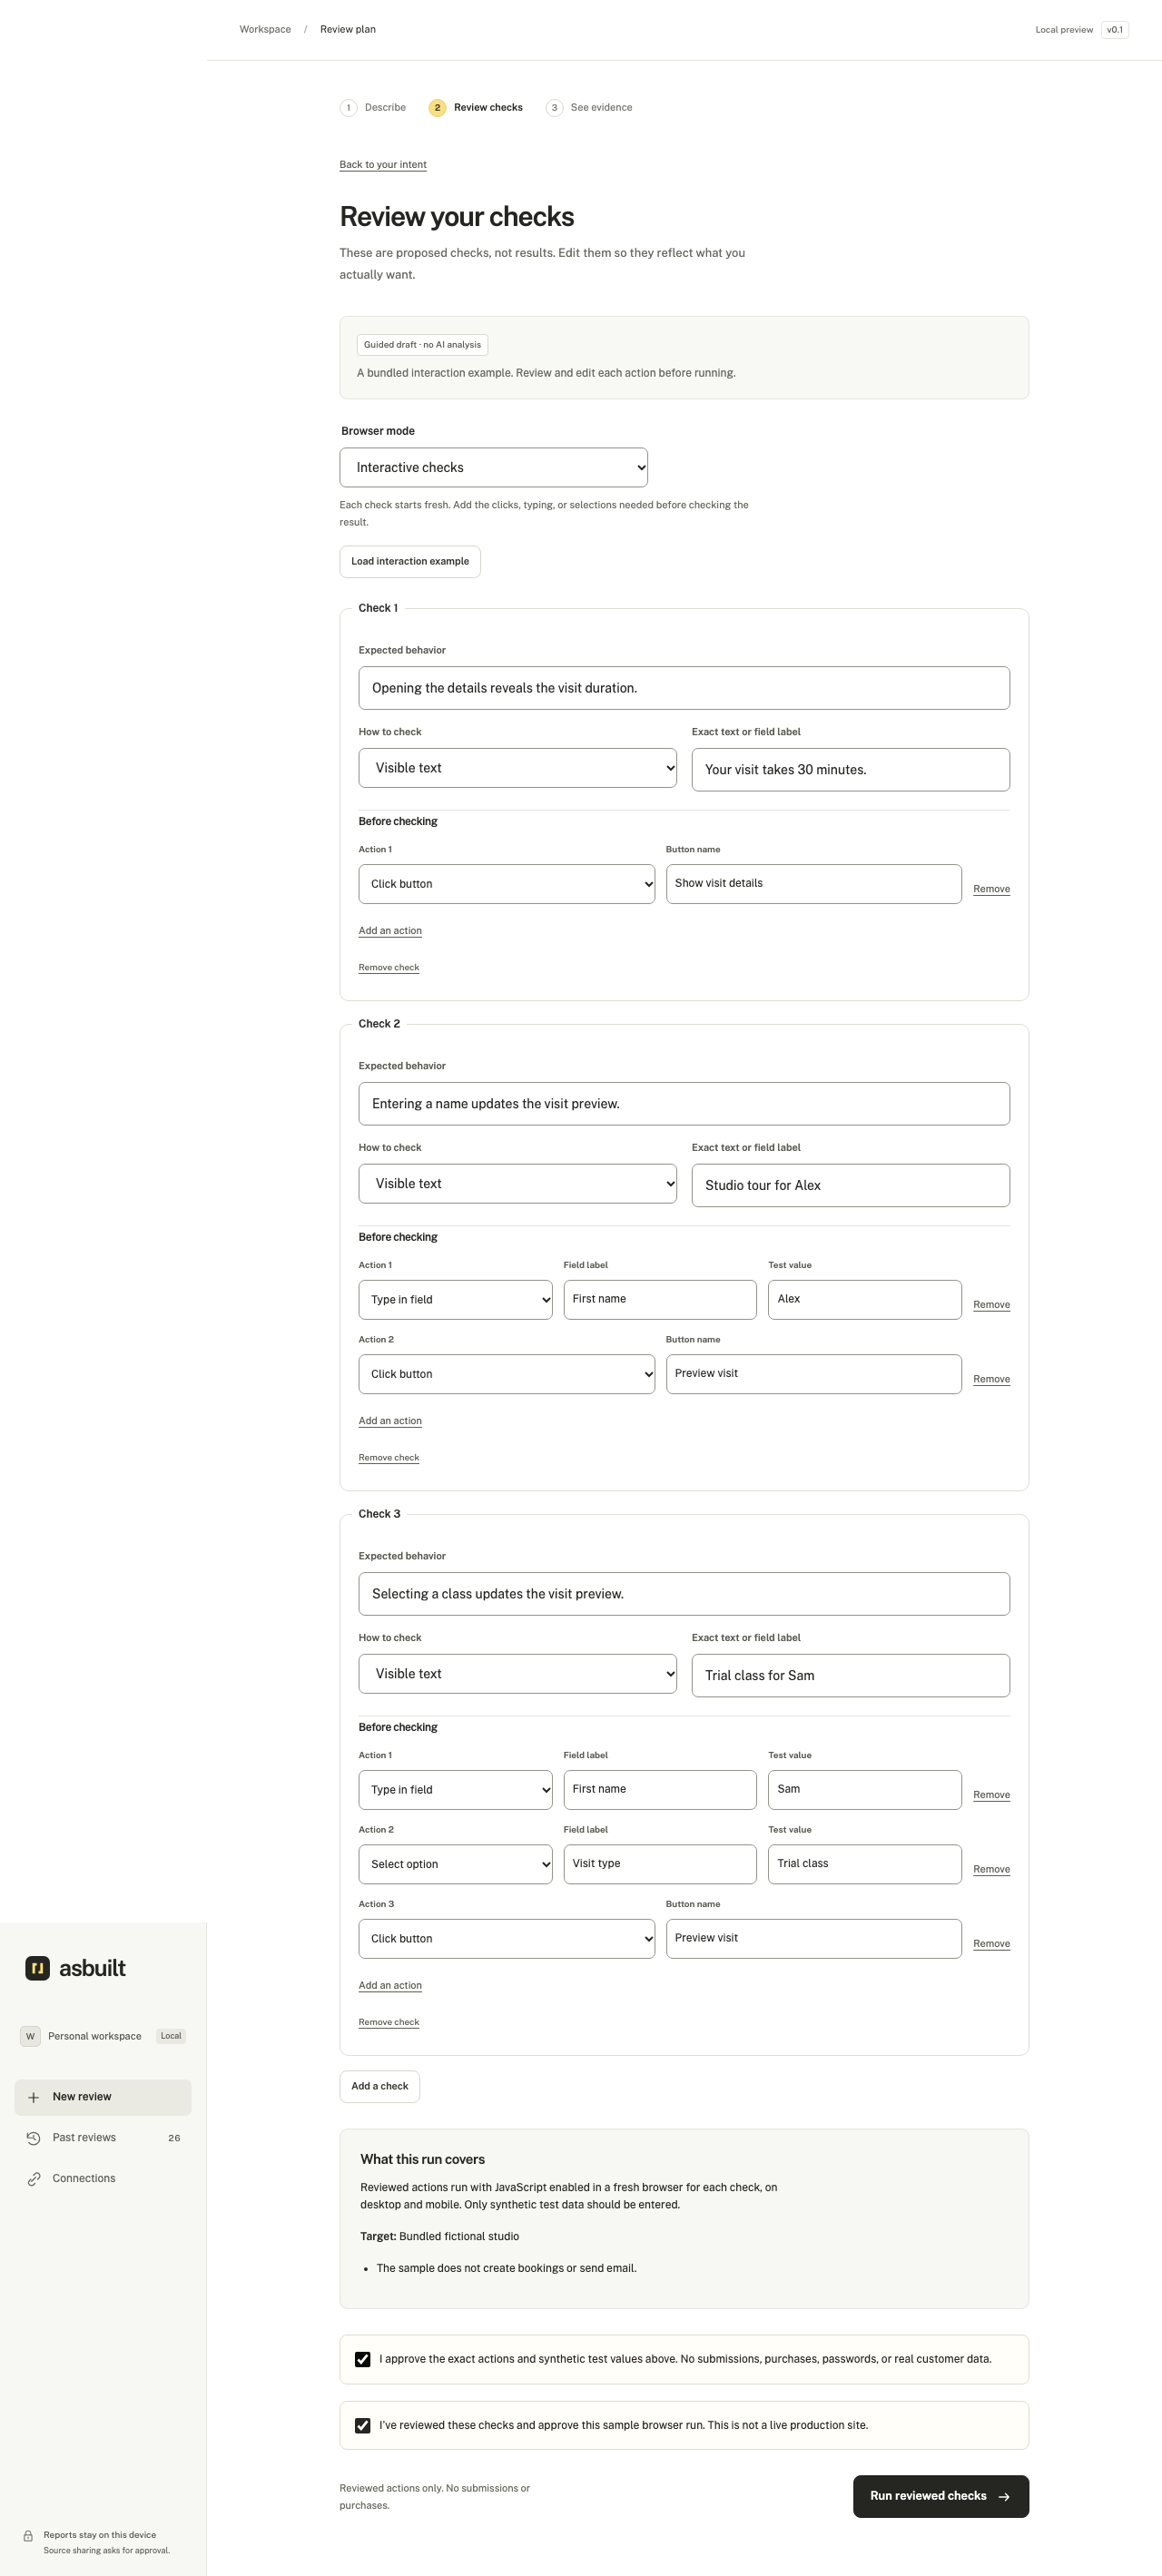 Workspace / Review plan
Local preview v0.1
1 Describe 2 Review checks 3 See evidence
Back to your intent
Review your checks
These are proposed checks, not results. Edit them so they reflect what you
actually want.
Guided draft · no AI analysis
A bundled interaction example. Review and edit each action before running.
Browser mode
Interactive checks
Each check starts fresh. Add the clicks, typing, or selections needed before checking the
result.
Load interaction example
Check 1
Expected behavior
Opening the details reveals the visit duration.
How to check
Exact text or field label
Visible text
Your visit takes 30 minutes.
Before checking
Action 1
Button name
Click button
Show visit details
Remove
Add an action
Remove check
Check 2
Expected behavior
Entering a name updates the visit preview.
How to check
Exact text or field label
Visible text
Studio tour for Alex
Before checking
Action 1
Field label
Test value
Type in field
First name
Alex
Remove
Action 2
Button name
Click button
Preview visit
Remove
Add an action
Remove check
Check 3
Expected behavior
Selecting a class updates the visit preview.
How to check
Exact text or field label
Visible text
Trial class for Sam
Before checking
Action 1
Field label
Test value
Type in field
First name
Sam
Remove
Action 2
Field label
Test value
Select option
Visit type
Trial class
Remove
Action 3
Button name
Click button
Preview visit
Remove
Add an action
Remove check
Add a check
What this run covers
Reviewed actions run with JavaScript enabled in a fresh browser for each check, on
desktop and mobile. Only synthetic test data should be entered.
Target: Bundled fictional studio
• The sample does not create bookings or send email.
I approve the exact actions and synthetic test values above. No submissions, purchases, passwords, or real customer data.
I've reviewed these checks and approve this sample browser run. This is not a live production site.
Reviewed actions only. No submissions or
purchases.
Run reviewed checks →
asbuilt
W Personal workspace Local
New review
Past reviews 26
Connections
Reports stay on this device
Source sharing asks for approval.